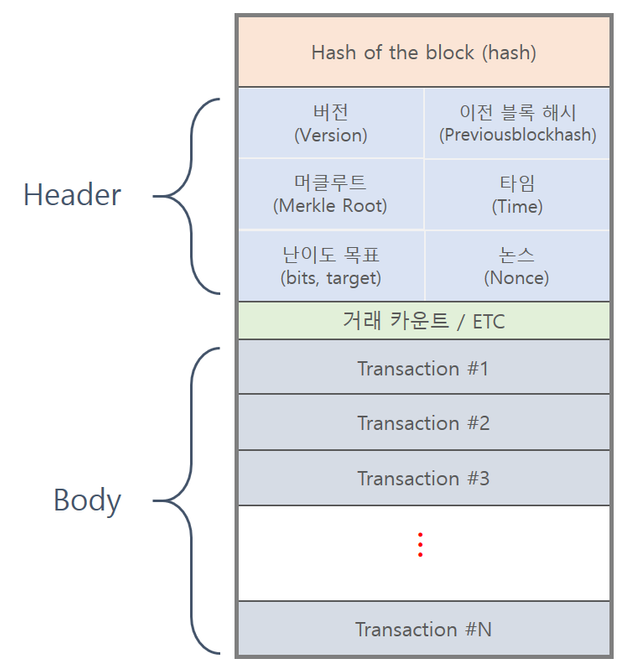 Hash of the block (hash)
Header
버전
(Version)
이전 블록 해시
(Previousblockhash)
머클루트
(Merkle Root)
타임
(Time)
난이도 목표
(bits, target)
논스
(Nonce)
거래 카운트 / ETC
Body
Transaction #1
Transaction #2
Transaction #3
⋮
Transaction #N